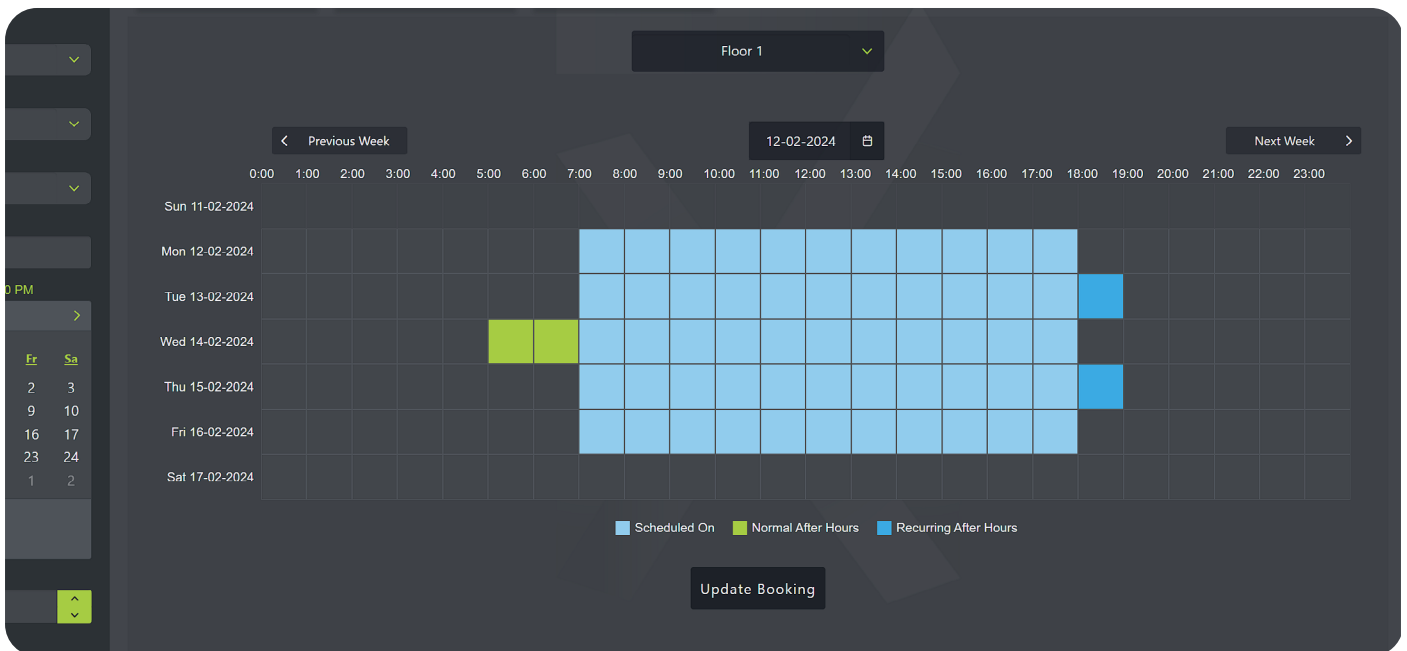 Floor 1
Previous Week
12-02-2024
Next Week
0:00 1:00 2:00 3:00 4:00 5:00 6:00 7:00 8:00 9:00 10:00 11:00 12:00 13:00 14:00 15:00 16:00 17:00 18:00 19:00 20:00 21:00 22:00 23:00
Sun 11-02-2024
Mon 12-02-2024
Tue 13-02-2024
Wed 14-02-2024
Thu 15-02-2024
Fri 16-02-2024
Sat 17-02-2024
Scheduled On Normal After Hours Recurring After Hours
Update Booking
0 PM
Fr Sa
2 3
9 10
16 17
23 24
1 2